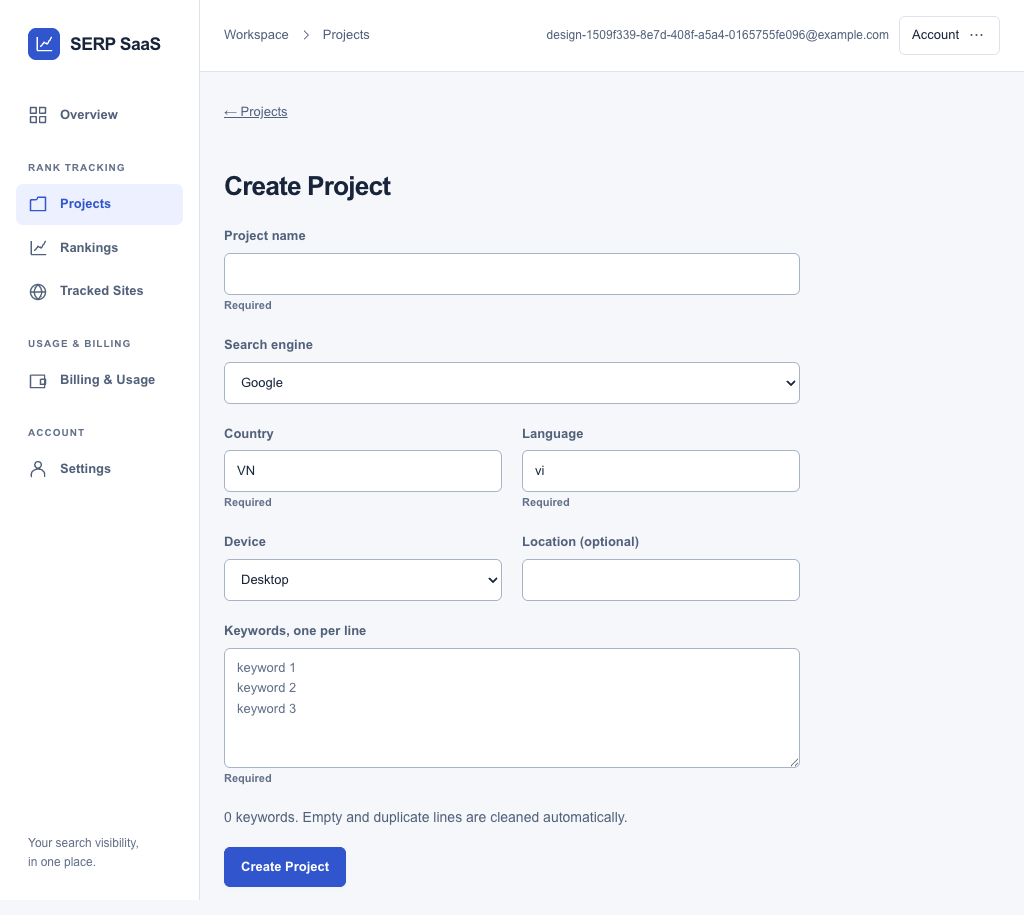 SERP SaaS
Overview
RANK TRACKING
Projects
Rankings
Tracked Sites
USAGE & BILLING
Billing & Usage
ACCOUNT
Settings
Your search visibility,
in one place.
Workspace > Projects
design-1509f339-8e7d-408f-a5a4-0165755fe096@example.com
Account ···
← Projects
Create Project
Project name
Required
Search engine
Google
Country Language
VN vi
Required Required
Device Location (optional)
Desktop
Keywords, one per line
keyword 1
keyword 2
keyword 3
Required
0 keywords. Empty and duplicate lines are cleaned automatically.
Create Project